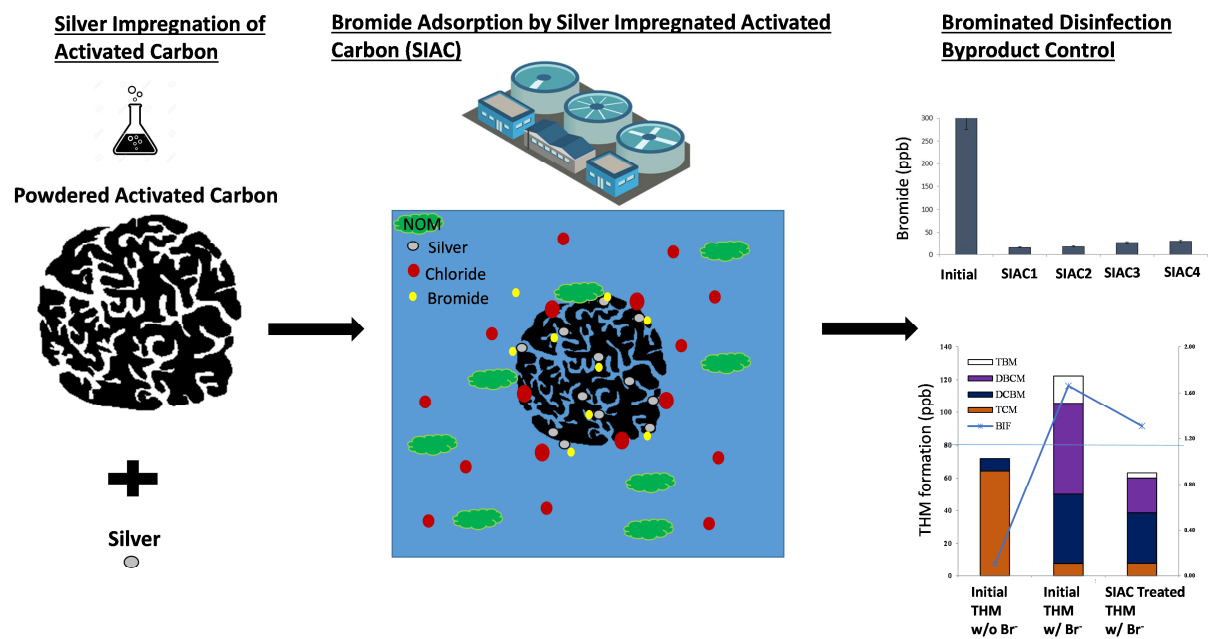 Silver Impregnation of
Activated Carbon
Powdered Activated Carbon
Silver
Bromide Adsorption by Silver Impregnated Activated
Carbon (SIAC)
NOM
Silver
Chloride
Bromide
Brominated Disinfection
Byproduct Control
Bromide (ppb)
300
250
200
150
100
50
0
Initial SIAC1 SIAC2 SIAC3 SIAC4
THM formation (ppb)
140
120
100
80
60
40
20
0
TBM
DBCM
DCBM
TCM
BIF
2.00
1.60
1.20
0.80
0.40
0.00
Initial
THM
w/o Br-
Initial
THM
w/ Br-
SIAC Treated
THM
w/ Br-